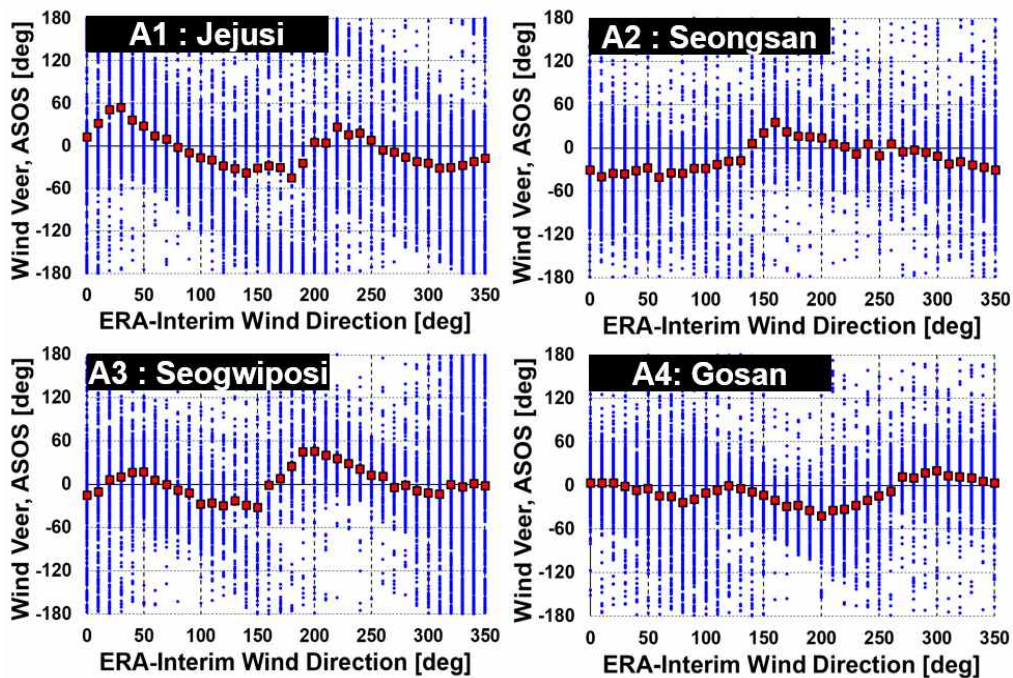 A1 : Jejusi
Wind Veer, ASOS [deg]
180
120
60
0
-60
-120
-180
0 50 100 150 200 250 300 350
ERA-Interim Wind Direction [deg]
A2 : Seongsan
Wind Veer, ASOS [deg]
180
120
60
0
-60
-120
-180
0 50 100 150 200 250 300 350
ERA-Interim Wind Direction [deg]
A3 : Seogwiposi
Wind Veer, ASOS [deg]
180
120
60
0
-60
-120
-180
0 50 100 150 200 250 300 350
ERA-Interim Wind Direction [deg]
A4: Gosan
Wind Veer, ASOS [deg]
180
120
60
0
-60
-120
-180
0 50 100 150 200 250 300 350
ERA-Interim Wind Direction [deg]